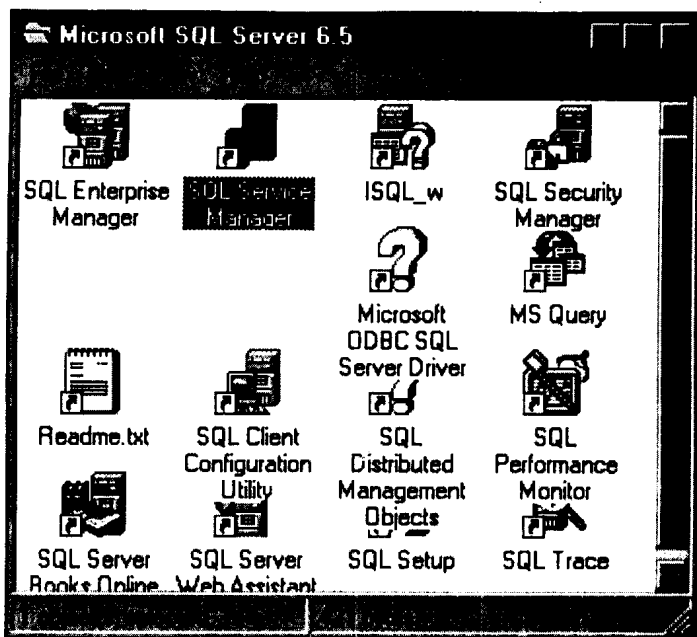 Microsoft SQL Server 6.5
SQL Enterprise
Manager
SQL Service
Manager
ISQL_w
SQL Security
Manager
Microsoft
ODBC SQL
Server Driver
MS Query
Readme.txt
SQL Client
Configuration
Utility
SQL
Distributed
Management
Objects
SQL
Performance
Monitor
SQL Server
Books Online
SQL Server
Web Assistant
SQL Setup
SQL Trace